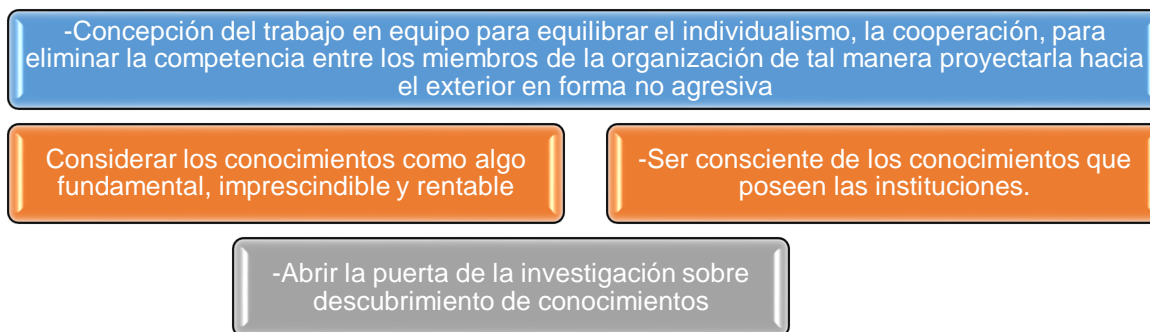 -Concepción del trabajo en equipo para equilibrar el individualismo, la cooperación, para
eliminar la competencia entre los miembros de la organización de tal manera proyectarla hacia
el exterior en forma no agresiva
Considerar los conocimientos como algo
fundamental, imprescindible y rentable
-Ser consciente de los conocimientos que
poseen las instituciones.
-Abrir la puerta de la investigación sobre
descubrimiento de conocimientos